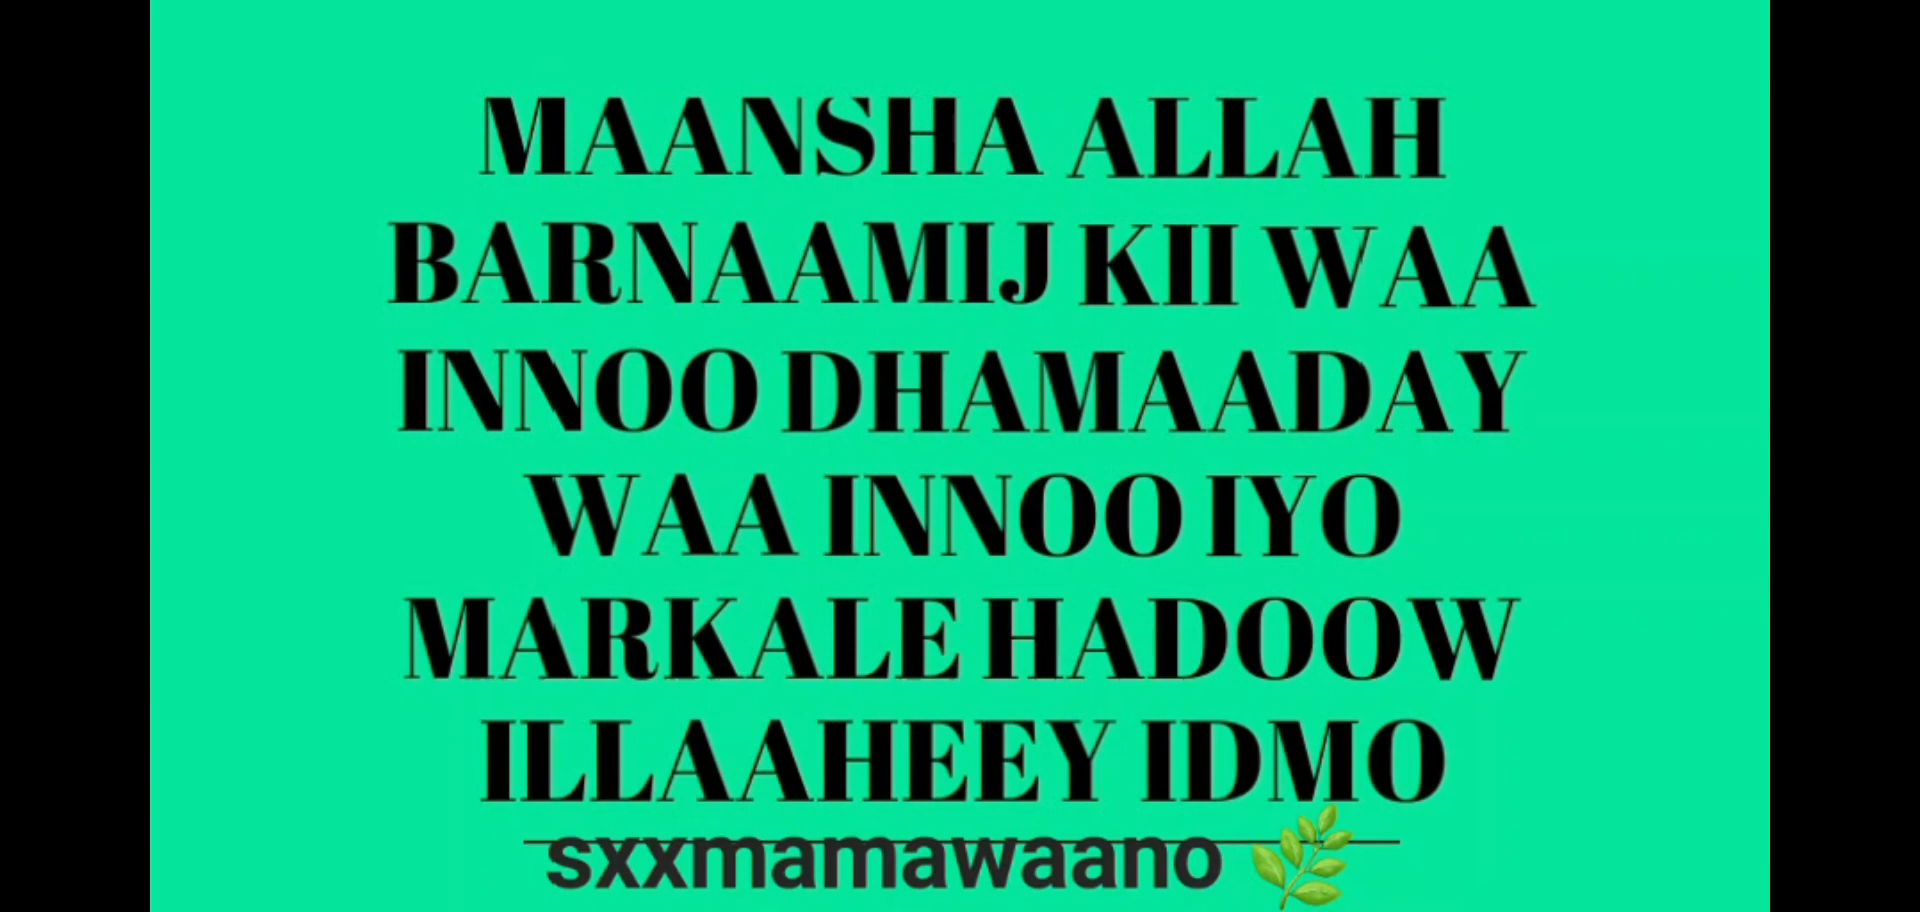 MAANSHA ALLAH
BARNAAMIJ KII WAA
INNOO DHAMAADAY
WAA INNOO IYO
MARKALE HADOOW
ILLAAHEEY IDMO
sxxmamawaano